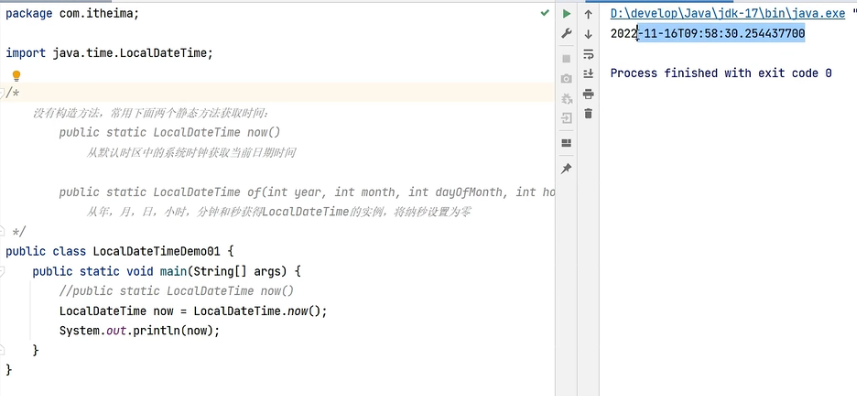 package com.itheima;
import java.time.LocalDateTime;
/*
没有构造方法，常用下面两个静态方法获取时间：
public static LocalDateTime now()
从默认时区中的系统时钟获取当前日期时间
public static LocalDateTime of(int year, int month, int dayOfMonth, int ho
从年，月，日，小时，分钟和秒获得LocalDateTime的实例，将纳秒设置为零
*/
public class LocalDateTimeDemo01 {
public static void main(String[] args) {
//public static LocalDateTime now()
LocalDateTime now = LocalDateTime.now();
System.out.println(now);
}
}
D:\develop\Java\jdk-17\bin\java.exe "
2022-11-16T09:58:30.254437700
Process finished with exit code 0